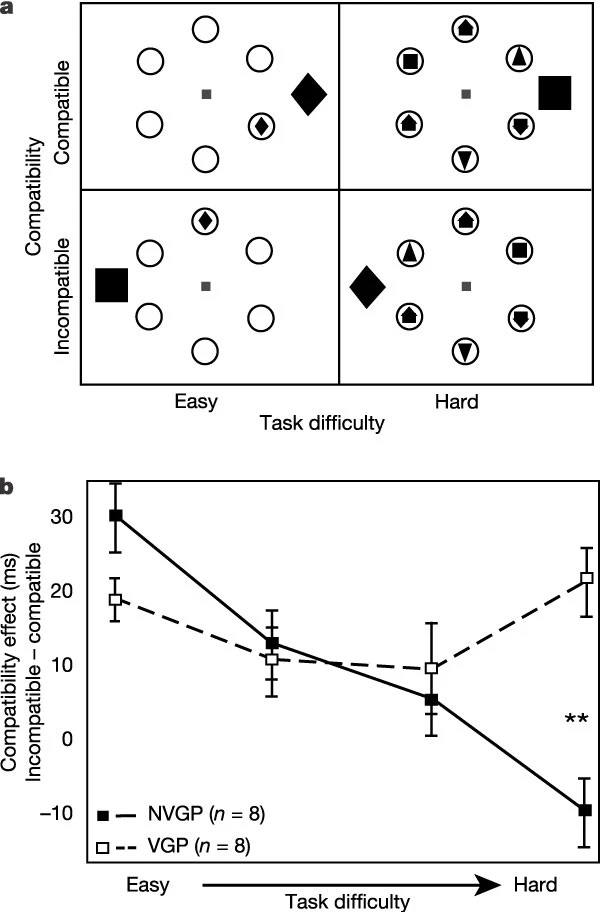 a
Compatibility
Compatible
Incompatible
Easy
Hard
Task difficulty
b
Compatibility effect (ms)
Incompatible – compatible
30
20
10
0
–10
**
NVGP (n = 8)
VGP (n = 8)
Easy
Hard
Task difficulty